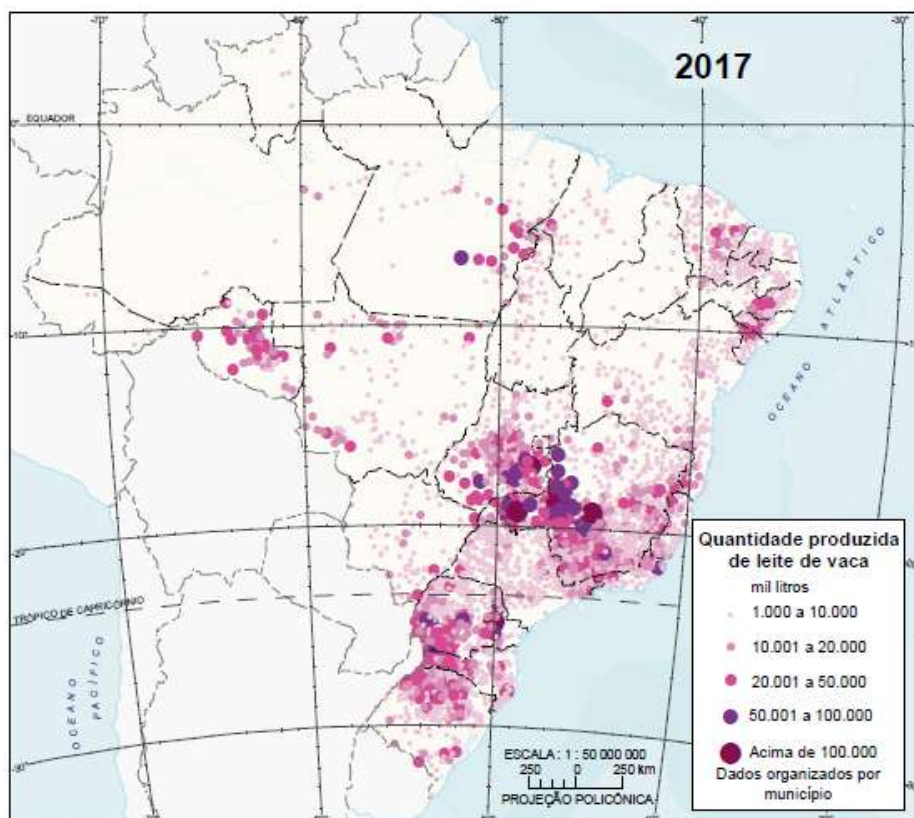 -70°
-60°
-50°
-40°
-30°
2017
EQUADOR
0°
OCEANO ATLÂNTICO
-10°
-20°
TRÓPICO DE CAPRICÓRNIO
OCEANO
PACÍFICO
-30°
ESCALA : 1 : 50 000 000
250 0 250 km
PROJEÇÃO POLICÔNICA
Quantidade produzida
de leite de vaca
mil litros
1.000 a 10.000
10.001 a 20.000
20.001 a 50.000
50.001 a 100.000
Acima de 100.000
Dados organizados por
município